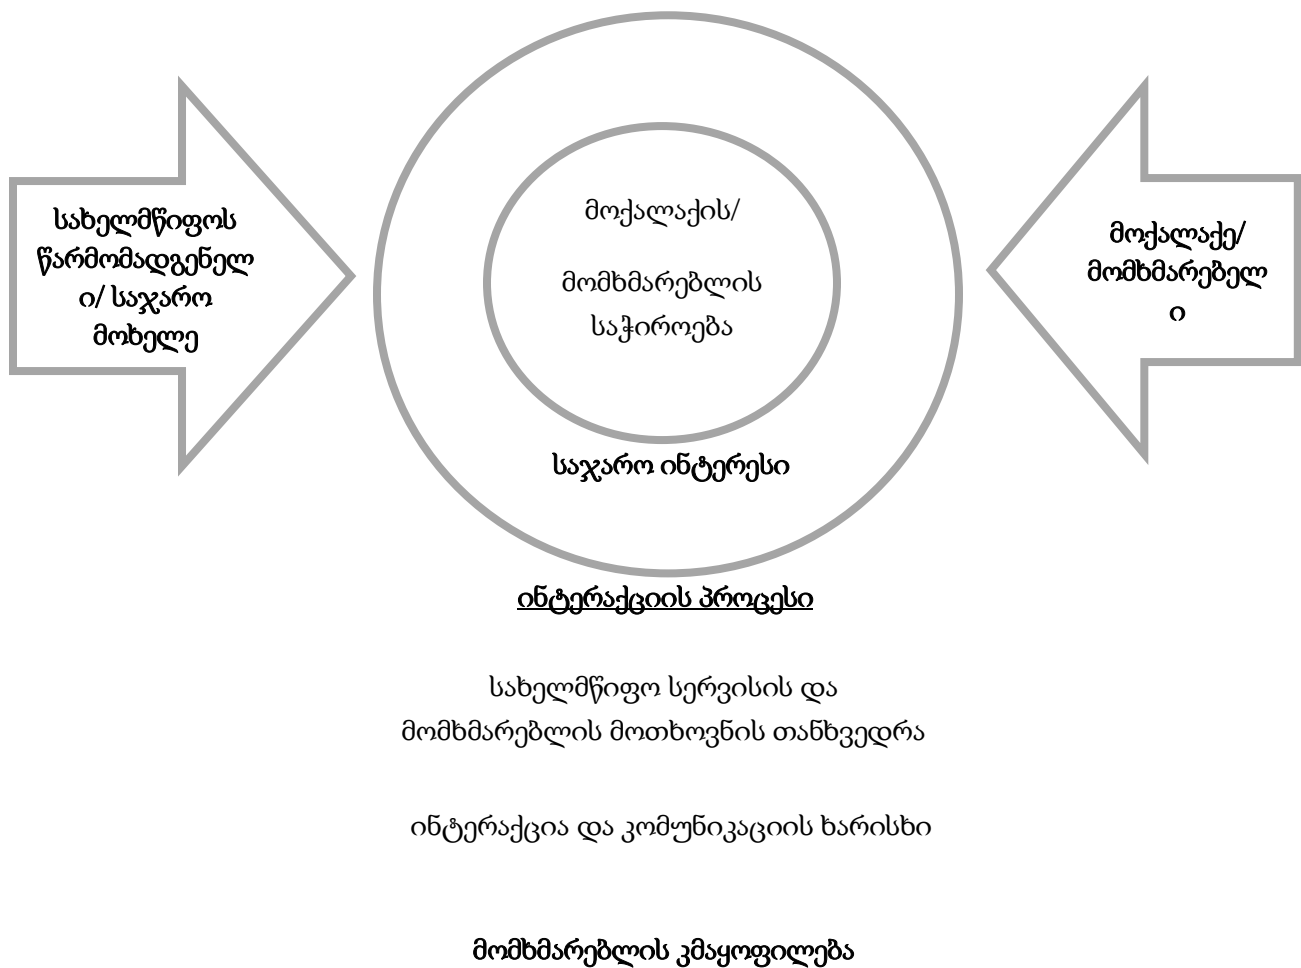 სახელმწიფოს
წარმომადგენელ
ი/ საჯარო
მოხელე
მოქალაქის/
მომხმარებლის
საჭიროება
საჯარო ინტერესი
მოქალაქე/
მომხმარებელ
ი
ინტერაქციის პროცესი
სახელმწიფო სერვისის და
მომხმარებლის მოთხოვნის თანხვედრა
ინტერაქცია და კომუნიკაციის ხარისხი
მომხმარებლის კმაყოფილება